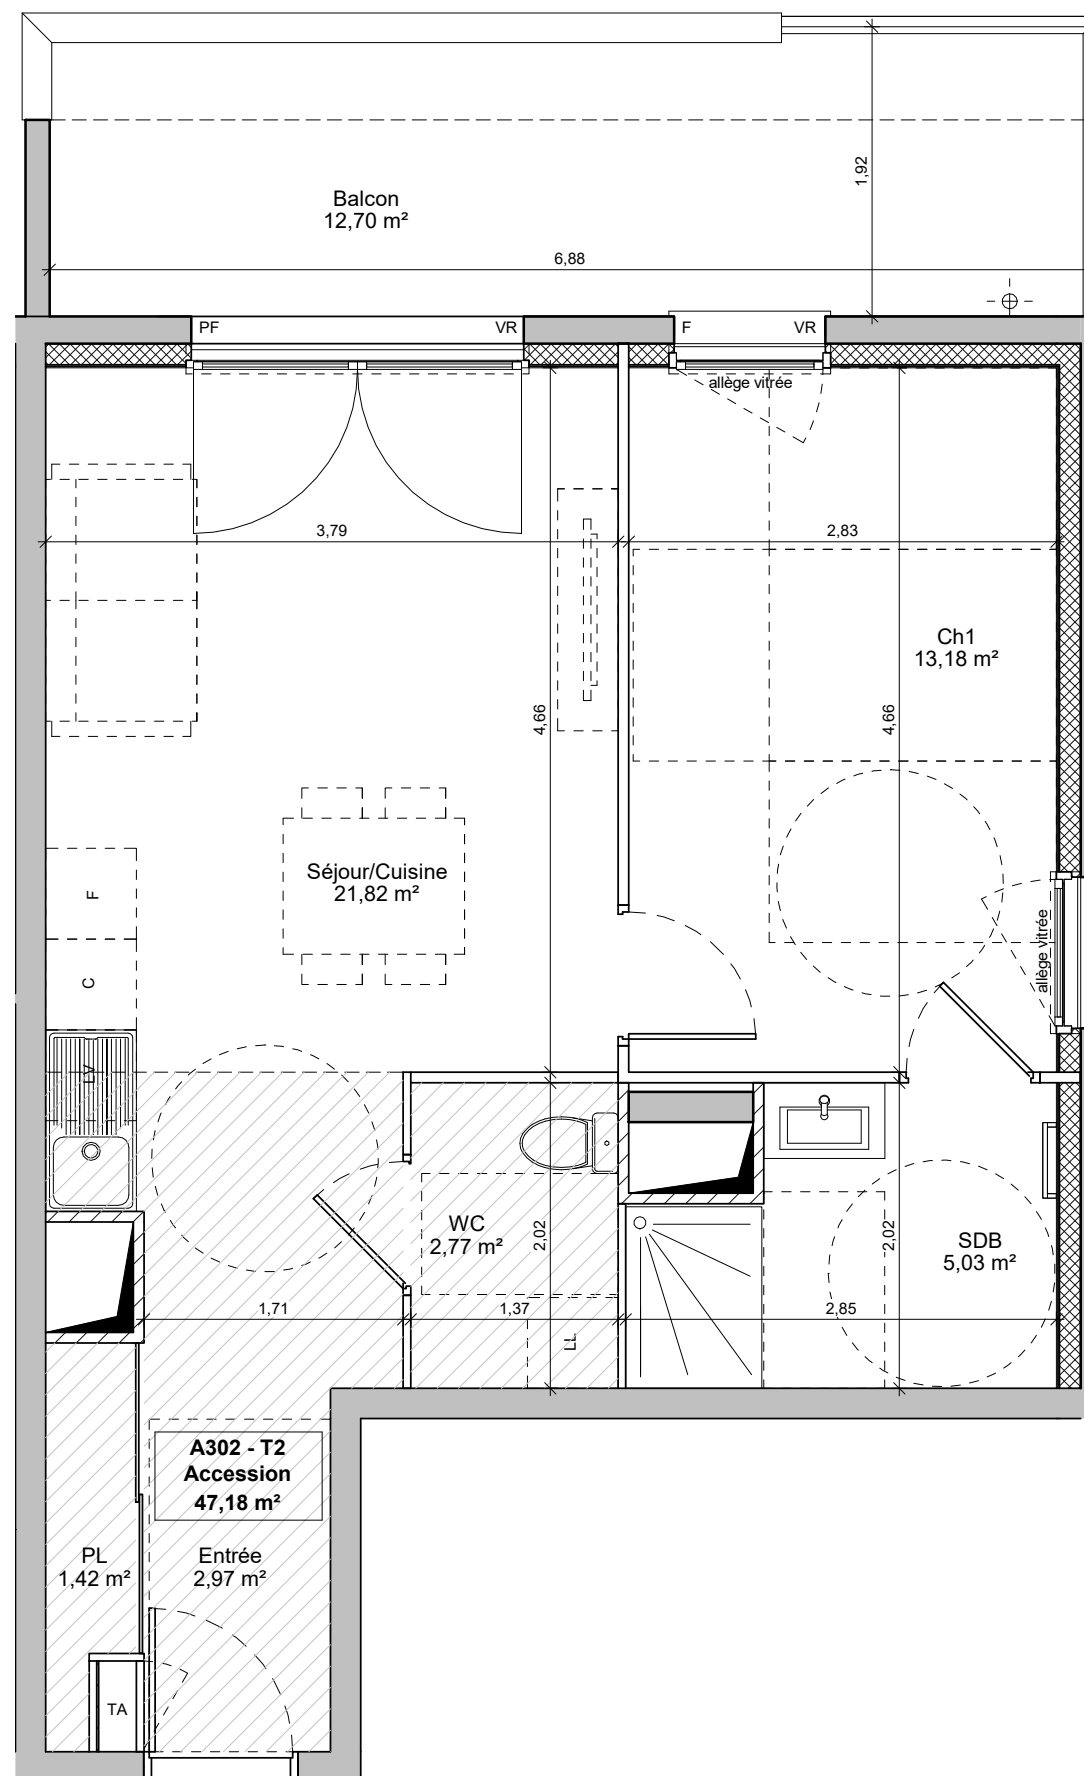 1,92
Balcon
12,70 m²
6,88
PF
VR
F
VR
allège vitrée
3,79
2,83
Ch1
13,18 m²
4,66
4,66
Séjour/Cuisine
21,82 m²
F
C
allège vitrée
LV
WC
2,77 m²
2,02
2,02
SDB
5,03 m²
1,71
1,37
2,85
LL
A302 - T2
Accession
47,18 m²
PL
1,42 m²
Entrée
2,97 m²
TA